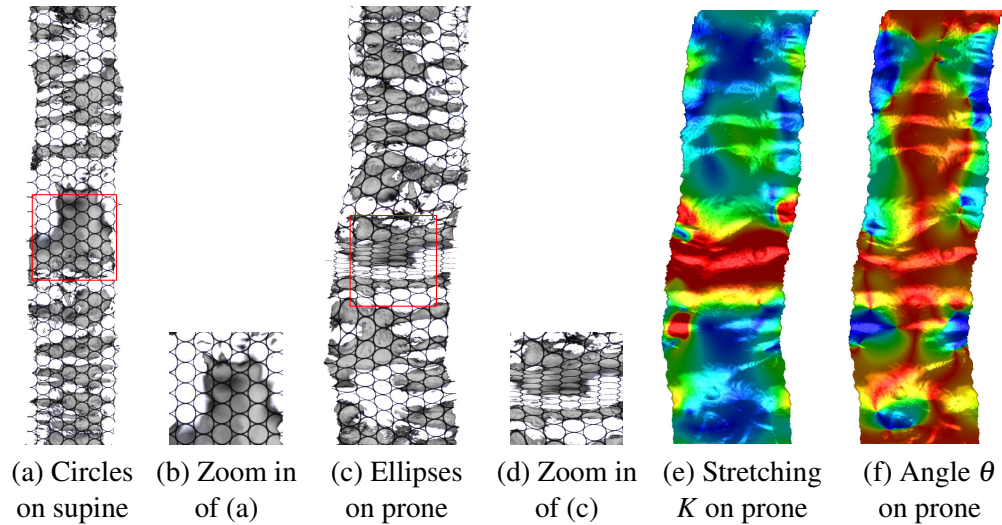 (a) Circles
on supine
(b) Zoom in
of (a)
(c) Ellipses
on prone
(d) Zoom in
of (c)
(e) Stretching
K on prone
(f) Angle θ
on prone